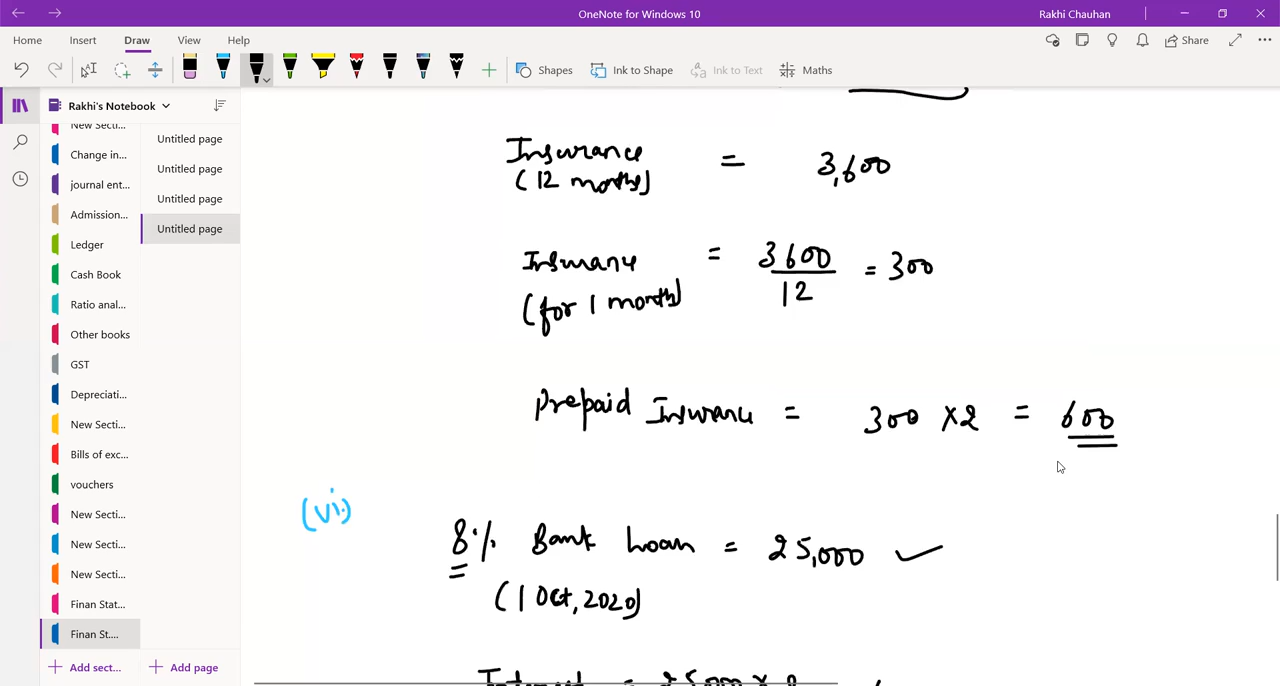 OneNote for Windows 10
Rakhi Chauhan
Home Insert Draw View Help
Share
Shapes Ink to Shape Ink to Text Maths
Rakhi's Notebook
New Secti...
Change in...
journal ent...
Admission...
Ledger
Cash Book
Ratio anal...
Other books
GST
Depreciati...
New Secti...
Bills of exc...
vouchers
New Secti...
New Secti...
New Secti...
Finan Stat...
Finan St....
Add sect...
Untitled page
Untitled page
Untitled page
Untitled page
Add page
Insurance = 3,600
(12 months)
Insurance = 3600/12 = 300
(for 1 month)
Prepaid Insurance = 300 x2 = 600
(vi)
8% Bank Loan = 25,000
(1 Oct, 2020)